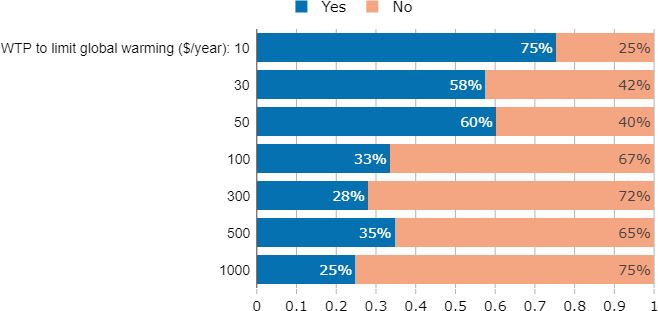 Yes No
WTP to limit global warming ($/year): 10 75% 25%
30 58% 42%
50 60% 40%
100 33% 67%
300 28% 72%
500 35% 65%
1000 25% 75%
0 0.1 0.2 0.3 0.4 0.5 0.6 0.7 0.8 0.9 1